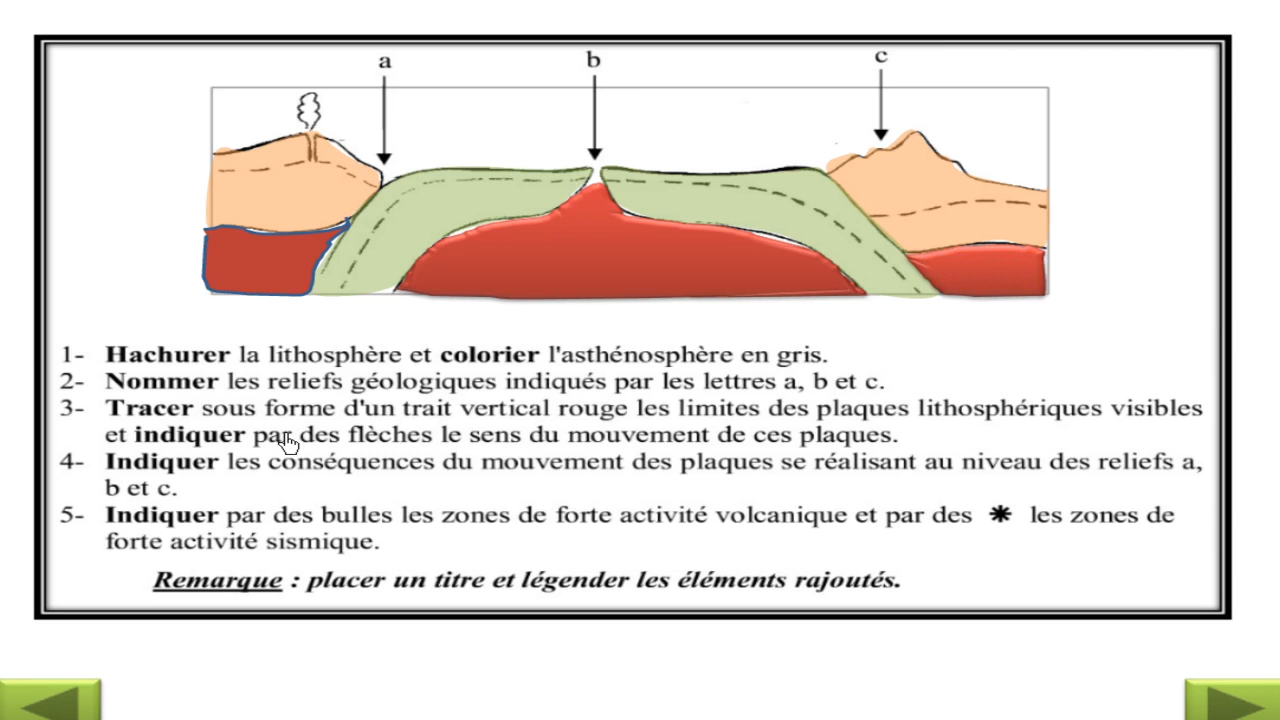 a b c
1- Hachurer la lithosphère et colorier l'asthénosphère en gris.
2- Nommer les reliefs géologiques indiqués par les lettres a, b et c.
3- Tracer sous forme d'un trait vertical rouge les limites des plaques lithosphériques visibles
et indiquer par des flèches le sens du mouvement de ces plaques.
4- Indiquer les conséquences du mouvement des plaques se réalisant au niveau des reliefs a,
b et c.
5- Indiquer par des bulles les zones de forte activité volcanique et par des ✱ les zones de
forte activité sismique.
Remarque : placer un titre et légender les éléments rajoutés.